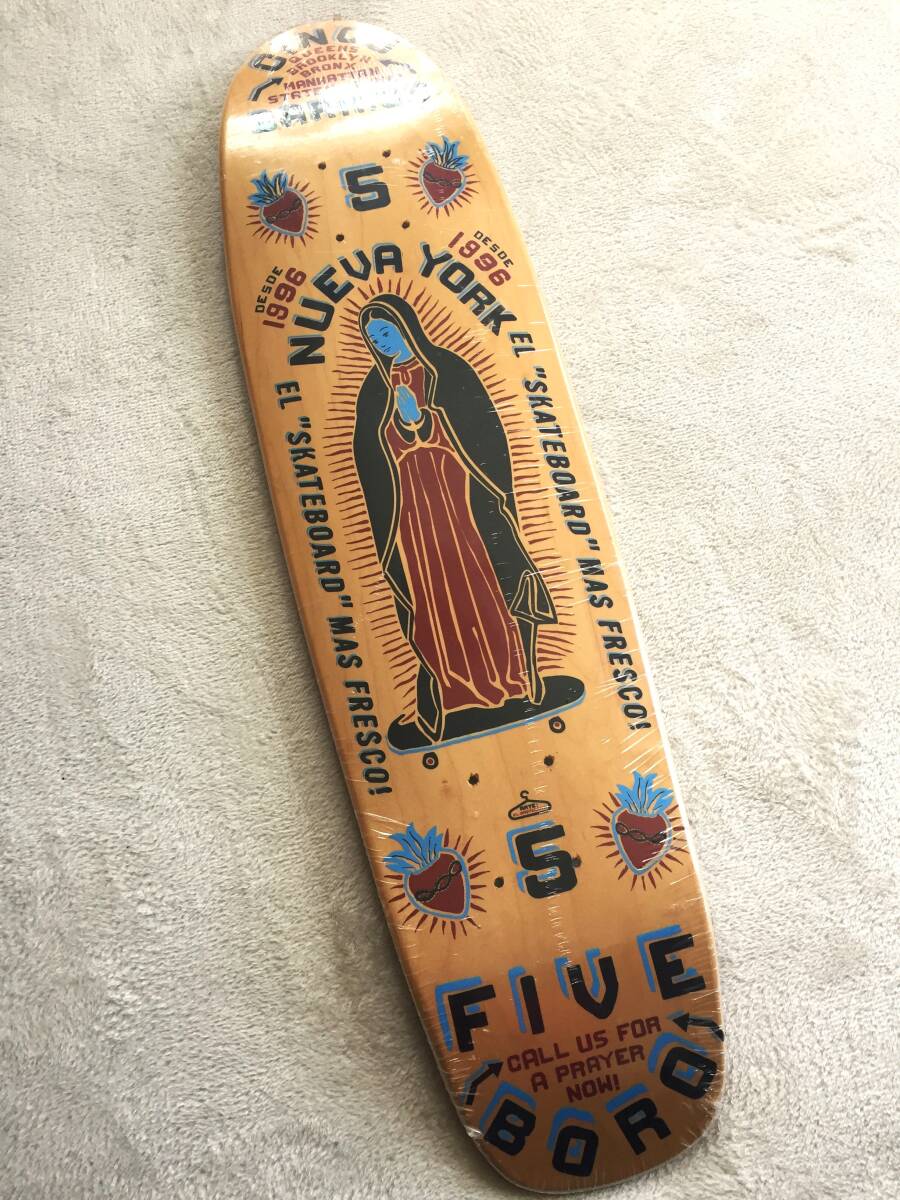 CINCO
QUEENS
BROOKLYN
BRONX
MANHATTAN
STATEN
BARRIOS
5
DESDE
1996
DESDE
1996
NUEVA YORK
EL "SKATEBOARD" MAS FRESCO!
EL "SKATEBOARD" MAS FRESCO!
5
FIVE
CALL US FOR
A PRAYER
NOW!
BORO